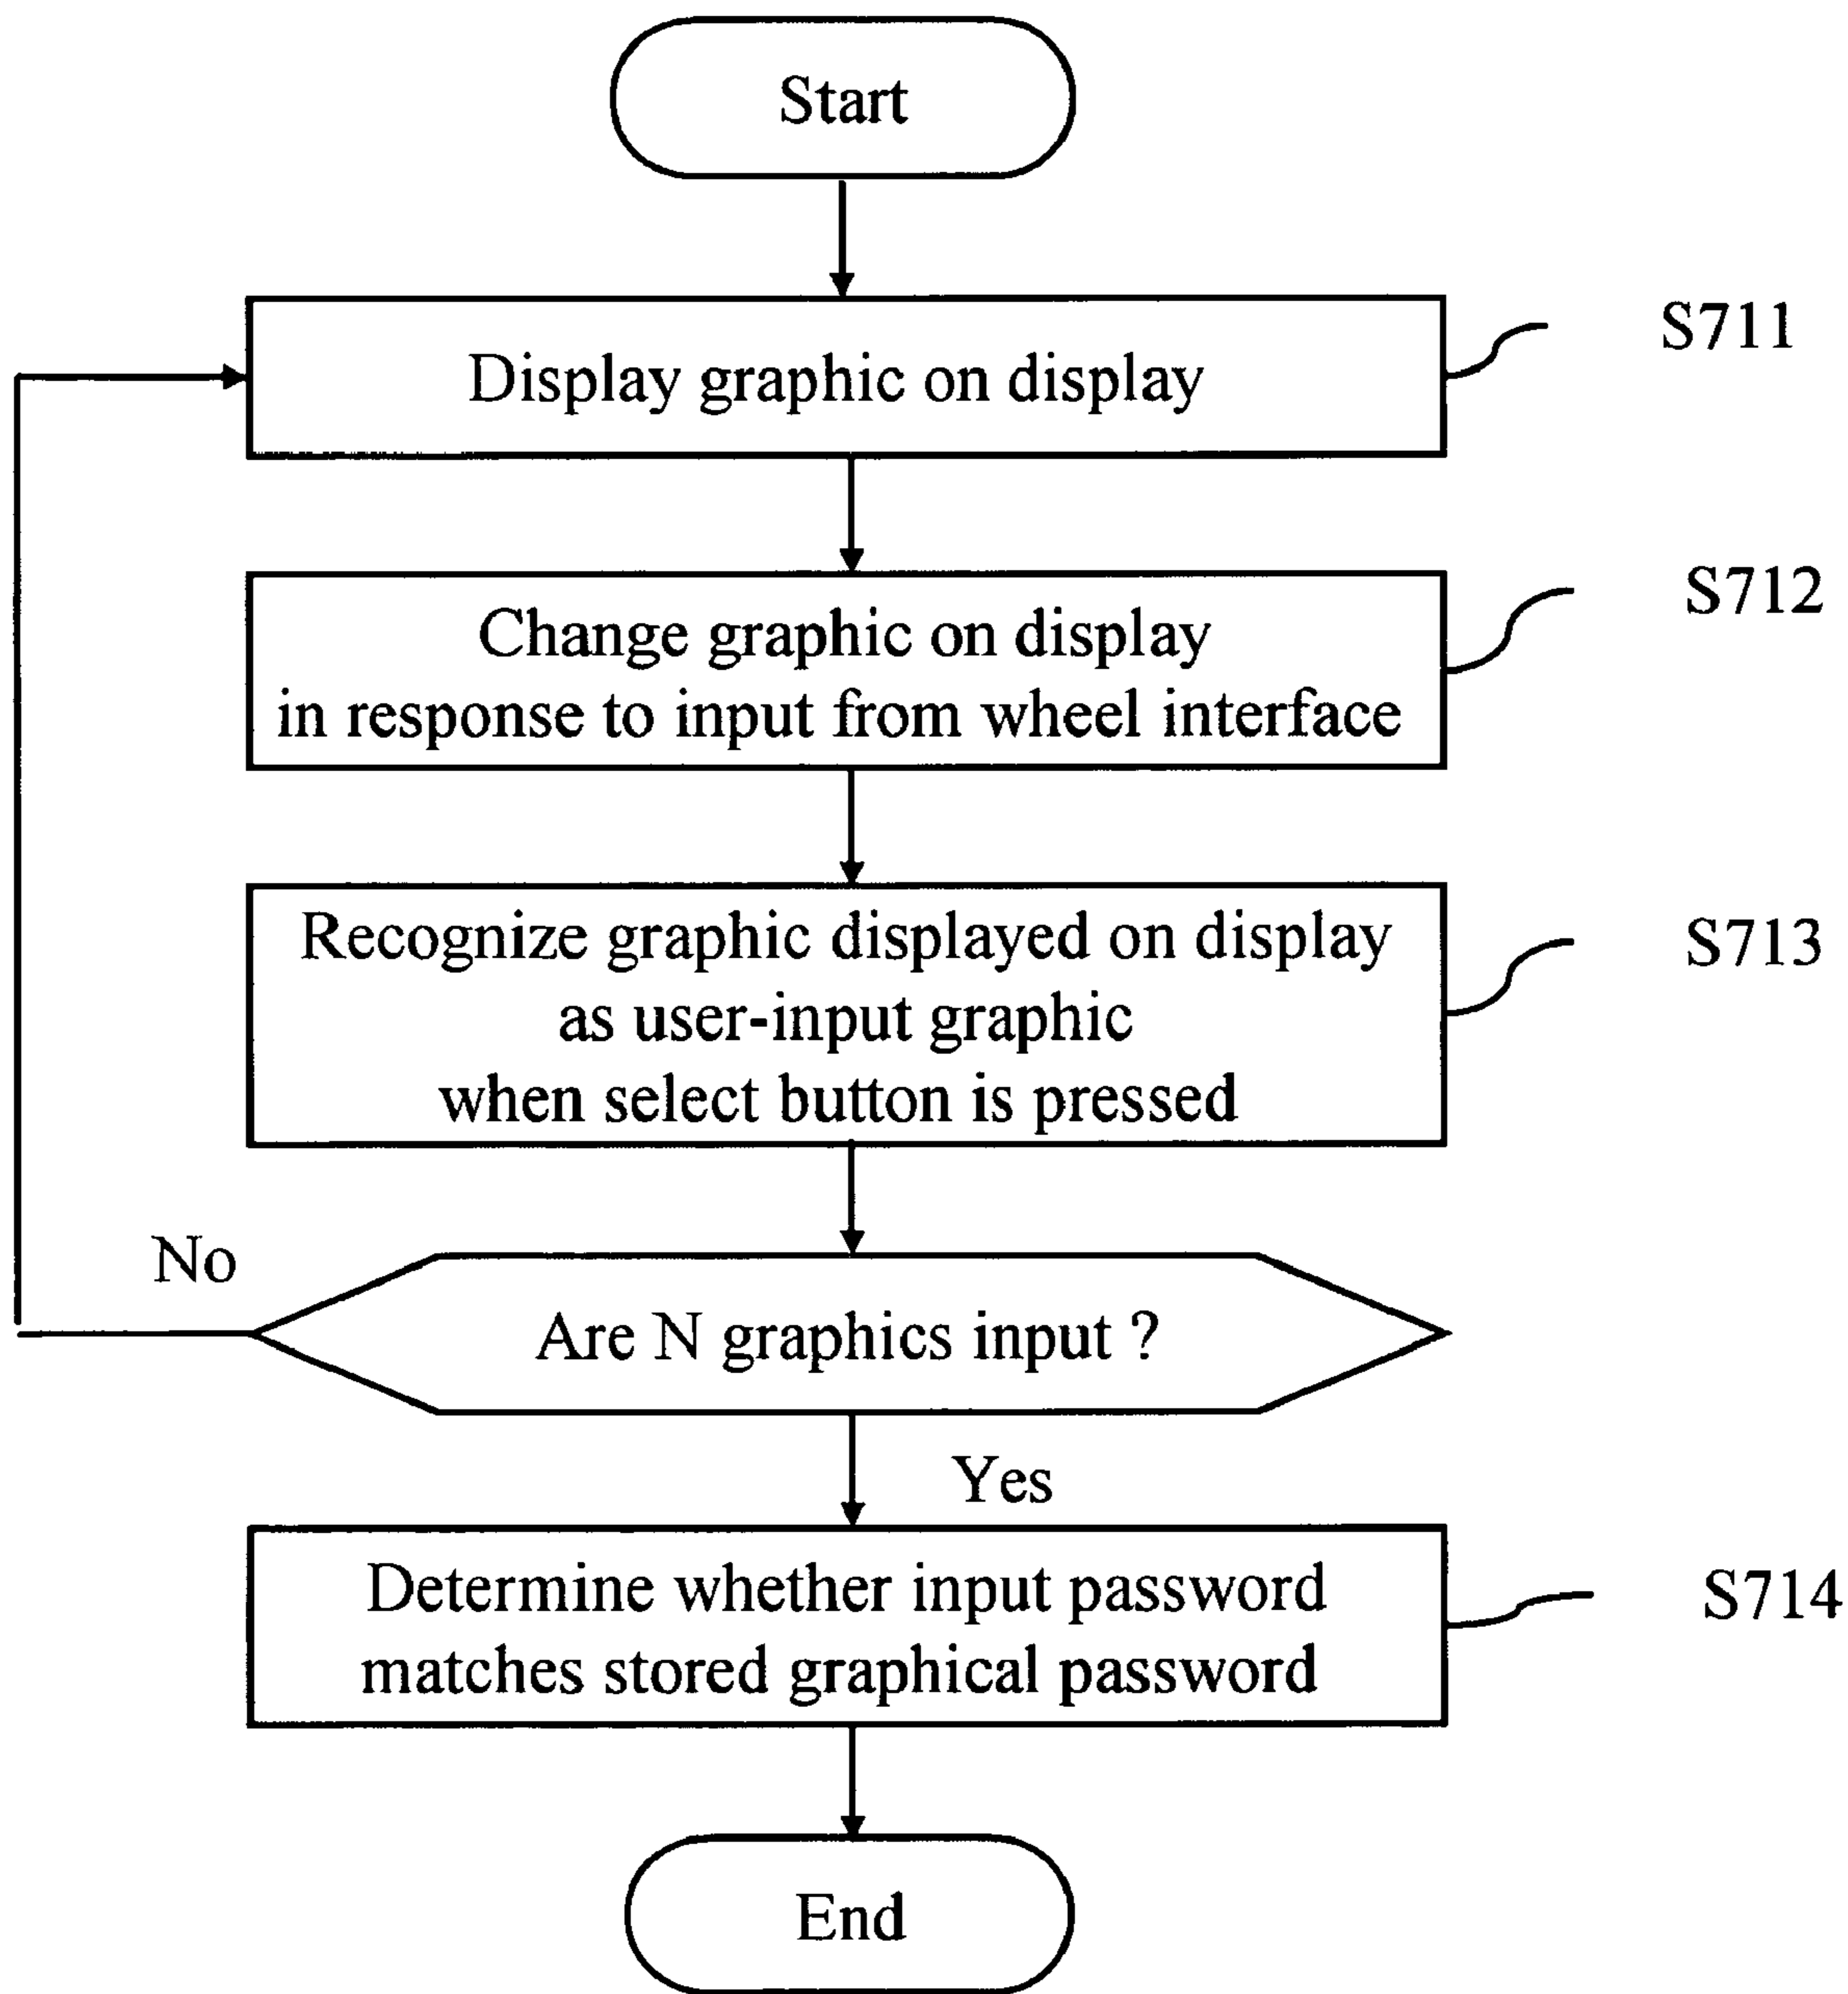 Start
Display graphic on display
S711
Change graphic on display
in response to input from wheel interface
S712
Recognize graphic displayed on display
as user-input graphic
when select button is pressed
S713
No
Are N graphics input ?
Yes
Determine whether input password
matches stored graphical password
S714
End